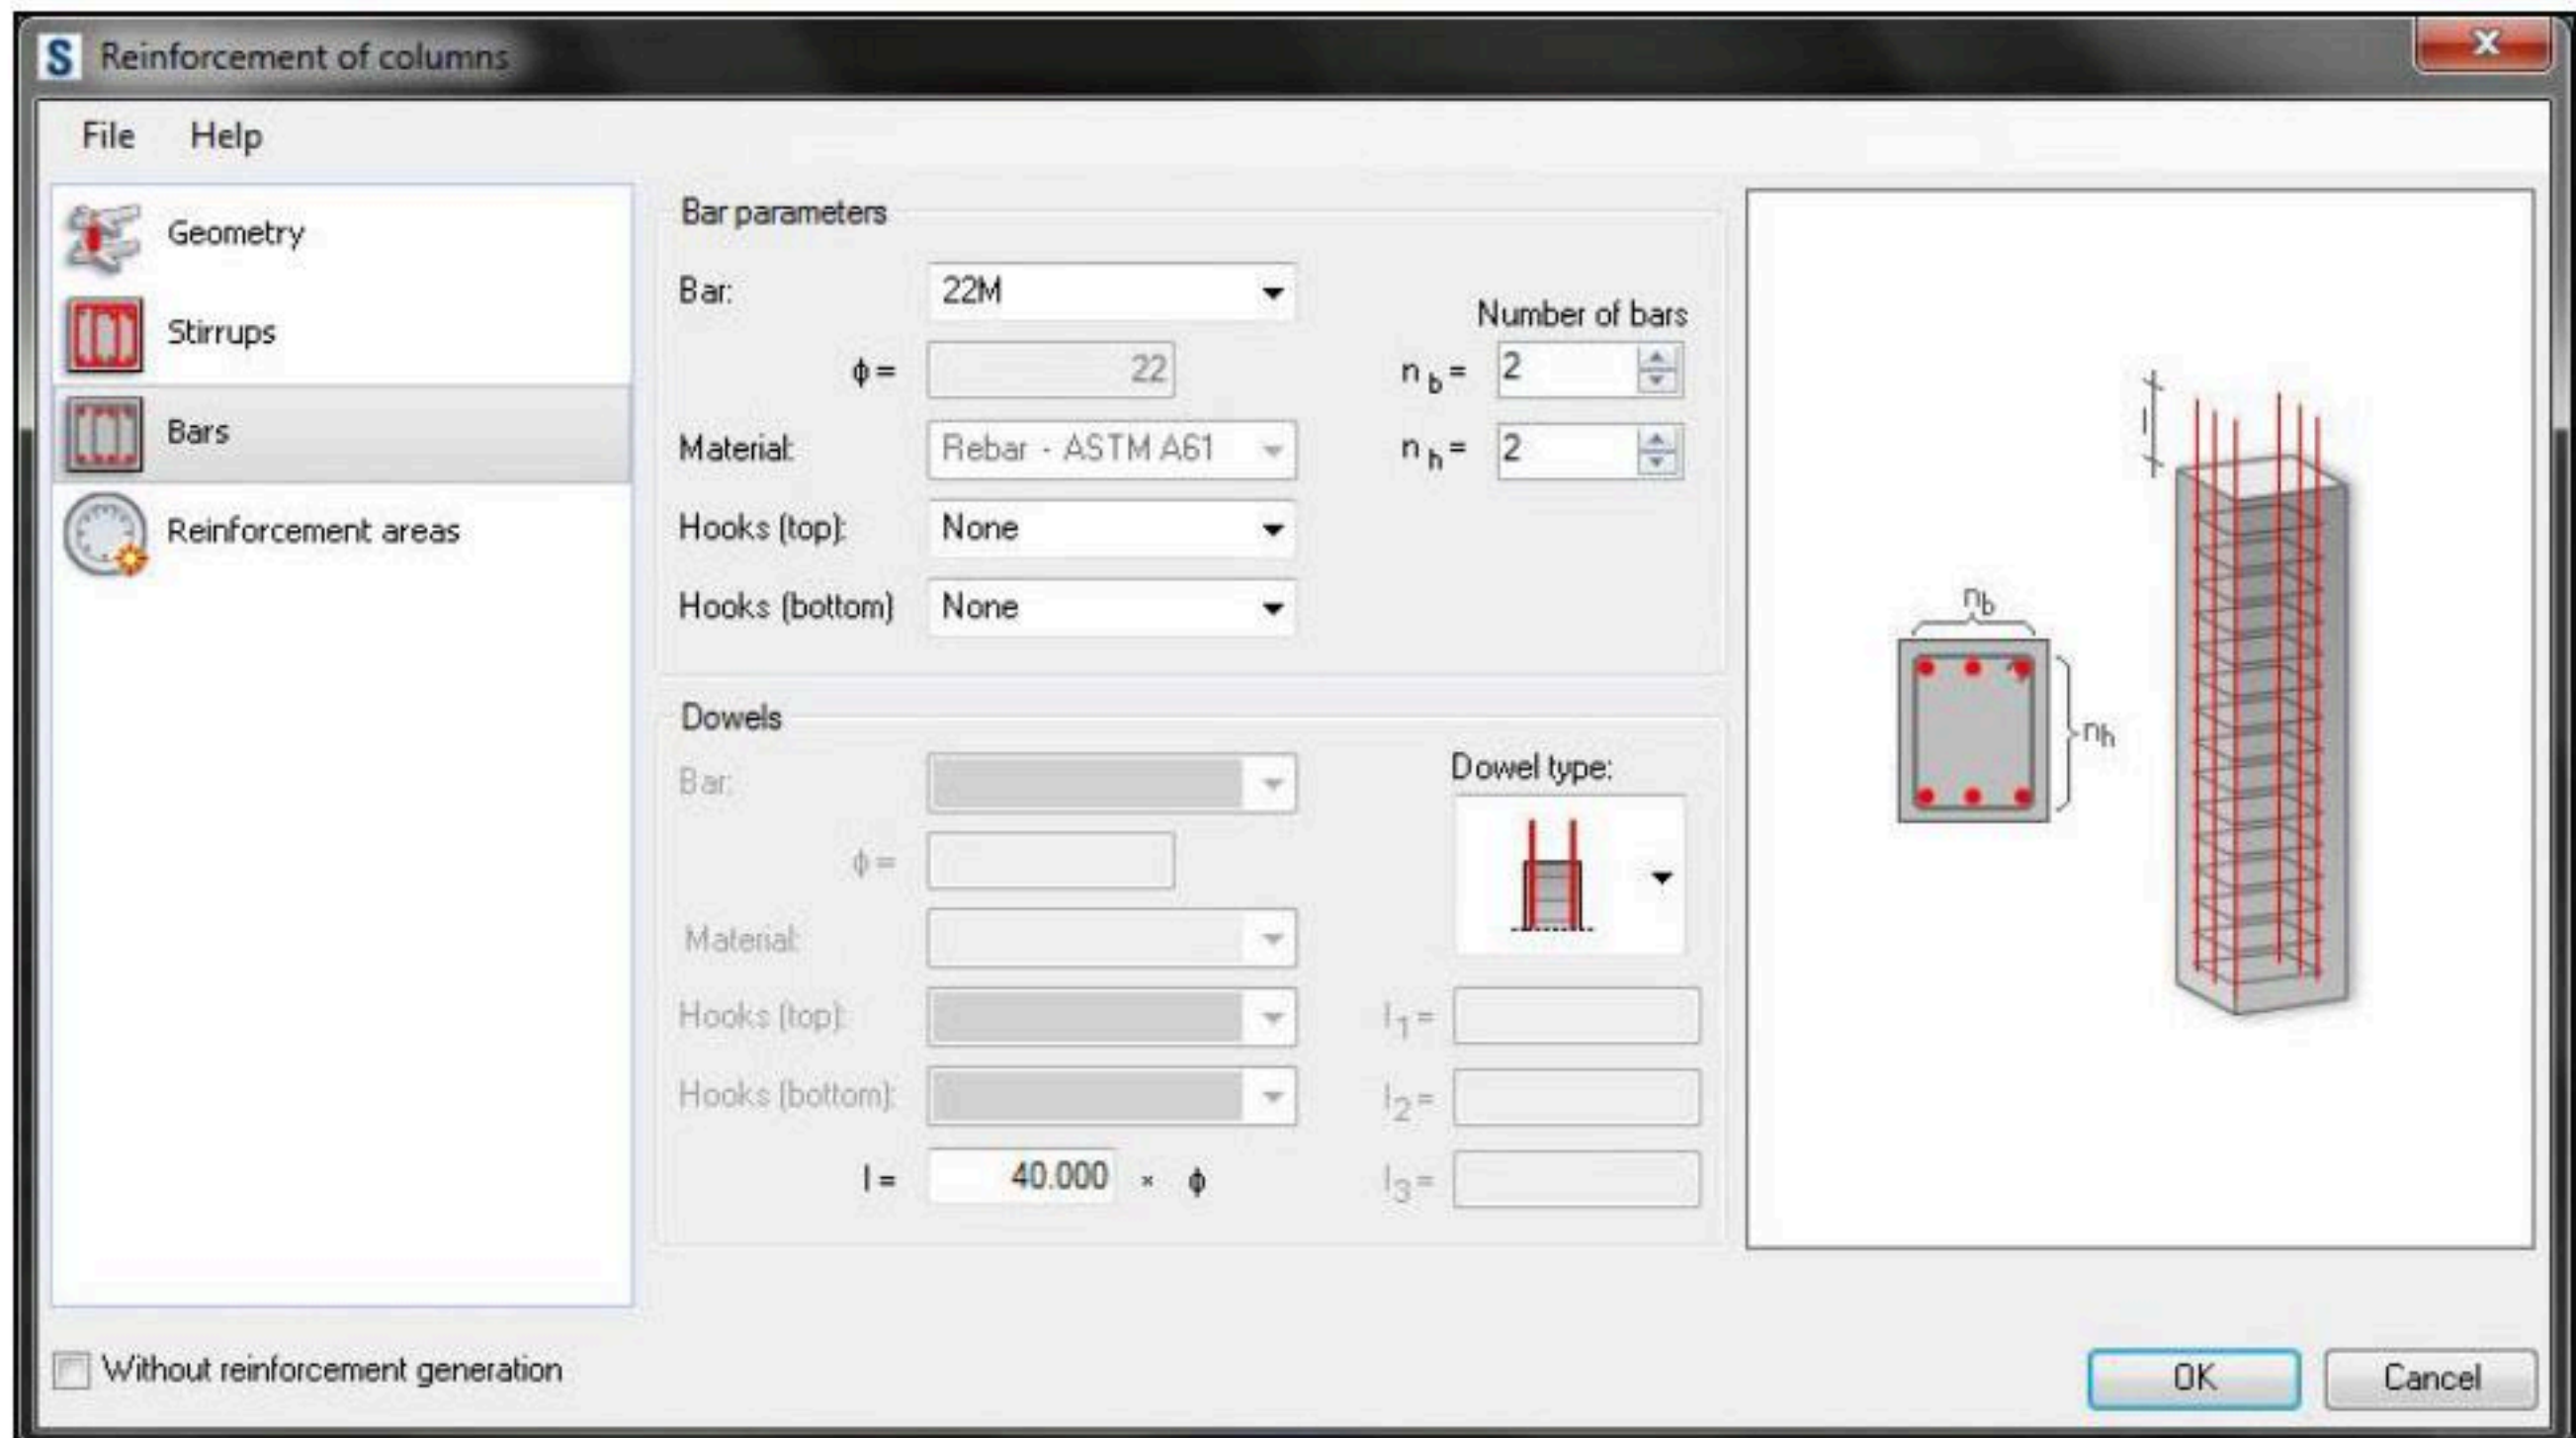 S Reinforcement of columns
File Help
Geometry
Stirrups
Bars
Reinforcement areas
Bar parameters
Bar: 22M
Number of bars
ϕ = 22
n b = 2
Material: Rebar - ASTM A61
n h = 2
Hooks (top): None
Hooks (bottom) None
Dowels
Bar:
Dowel type:
ϕ =
Material:
Hooks (top):
l1 =
Hooks (bottom):
l2 =
l = 40.000 × ϕ
l3 =
l
nb
nh
Without reinforcement generation
OK Cancel